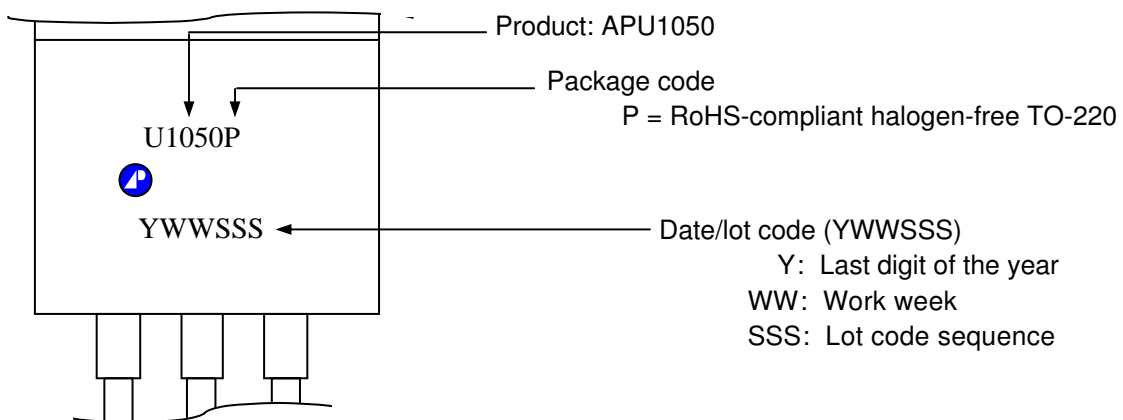 Product: APU1050
Package code
P = RoHS-compliant halogen-free TO-220
U1050P
YWWSSS
Date/lot code (YWWSSS)
Y: Last digit of the year
WW: Work week
SSS: Lot code sequence